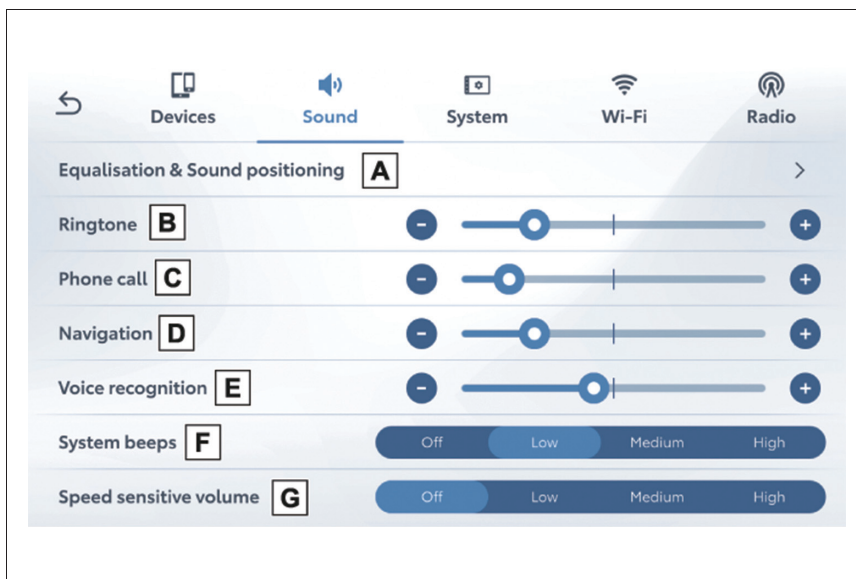 Devices Sound System Wi-Fi Radio
Equalisation & Sound positioning A
Ringtone B - +
Phone call C - +
Navigation D - +
Voice recognition E - +
System beeps F Off Low Medium High
Speed sensitive volume G Off Low Medium High